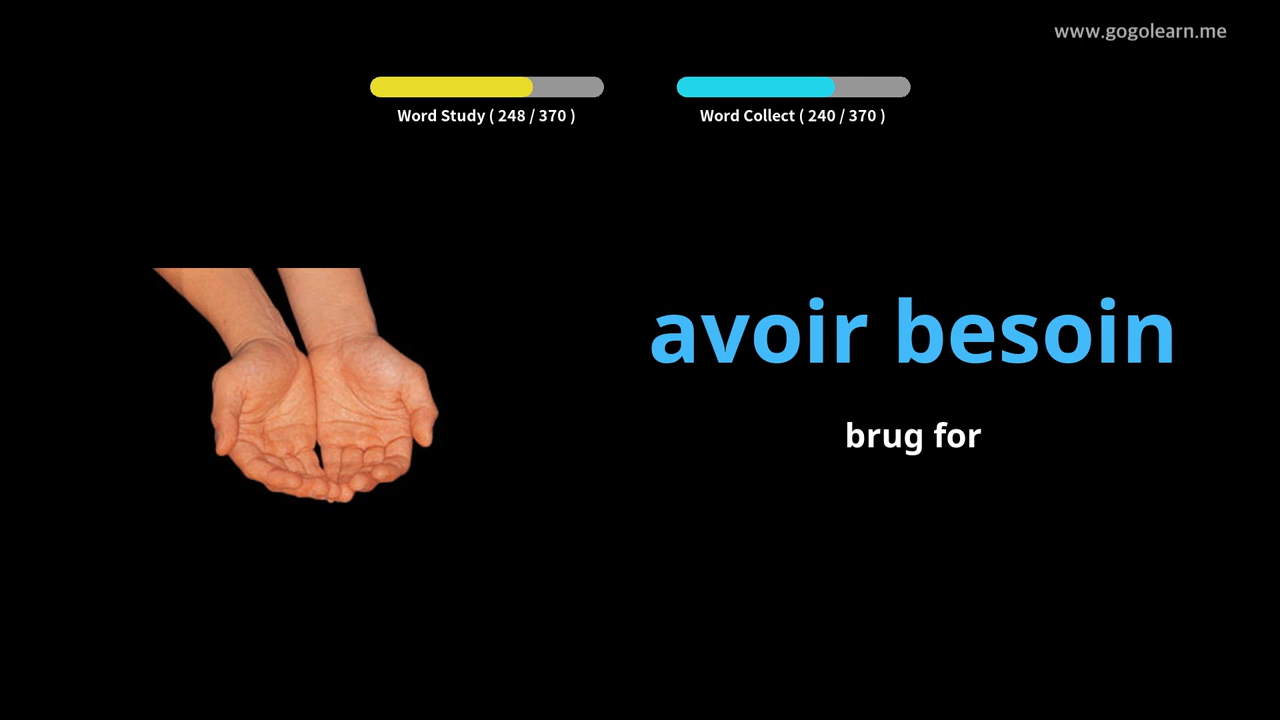 www.gogolearn.me
Word Study ( 248 / 370 )
Word Collect ( 240 / 370 )
avoir besoin
brug for